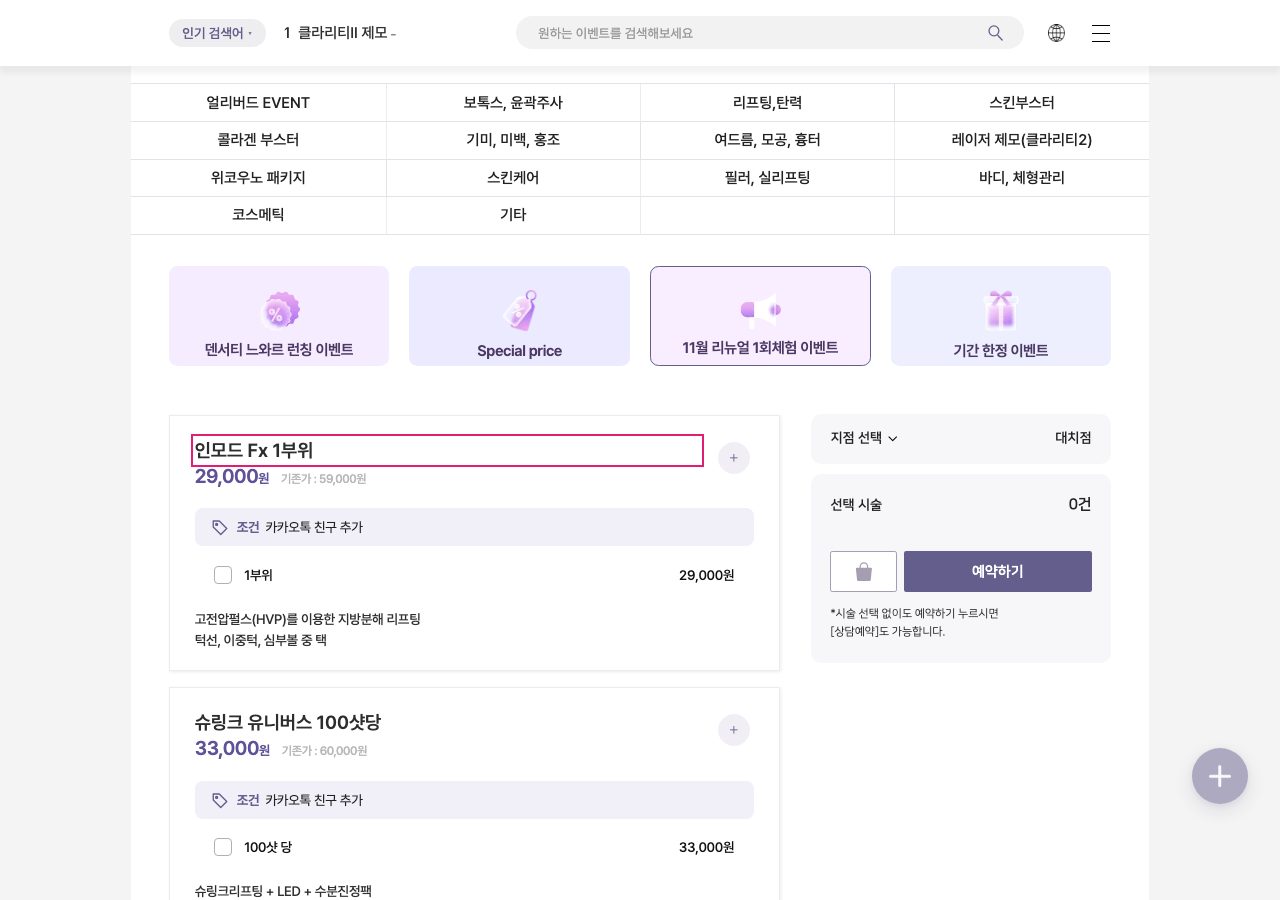 인기 검색어
1 클라리티II 제모
원하는 이벤트를 검색해보세요
얼리버드 EVENT
보톡스, 윤곽주사
리프팅,탄력
스킨부스터
콜라겐 부스터
기미, 미백, 홍조
여드름, 모공, 흉터
레이저 제모(클라리티2)
위코우노 패키지
스킨케어
필러, 실리프팅
바디, 체형관리
코스메틱
기타
덴서티 느와르 런칭 이벤트
Special price
11월 리뉴얼 1회체험 이벤트
기간 한정 이벤트
인모드 Fx 1부위
29,000원 기존가 : 59,000원
조건 카카오톡 친구 추가
1부위 29,000원
고전압펄스(HVP)를 이용한 지방분해 리프팅
턱선, 이중턱, 심부볼 중 택
지점 선택 대치점
선택 시술 0건
예약하기
*시술 선택 없이도 예약하기 누르시면
[상담예약]도 가능합니다.
슈링크 유니버스 100샷당
33,000원 기존가 : 60,000원
조건 카카오톡 친구 추가
100샷 당 33,000원
슈링크리프팅 + LED + 수분진정팩